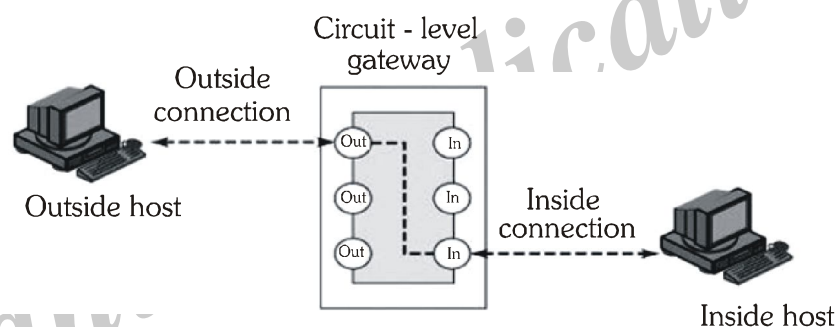 Circuit - level
gateway
Outside
connection
Out
In
Outside host
Out
In
Inside
connection
Out
In
Inside host